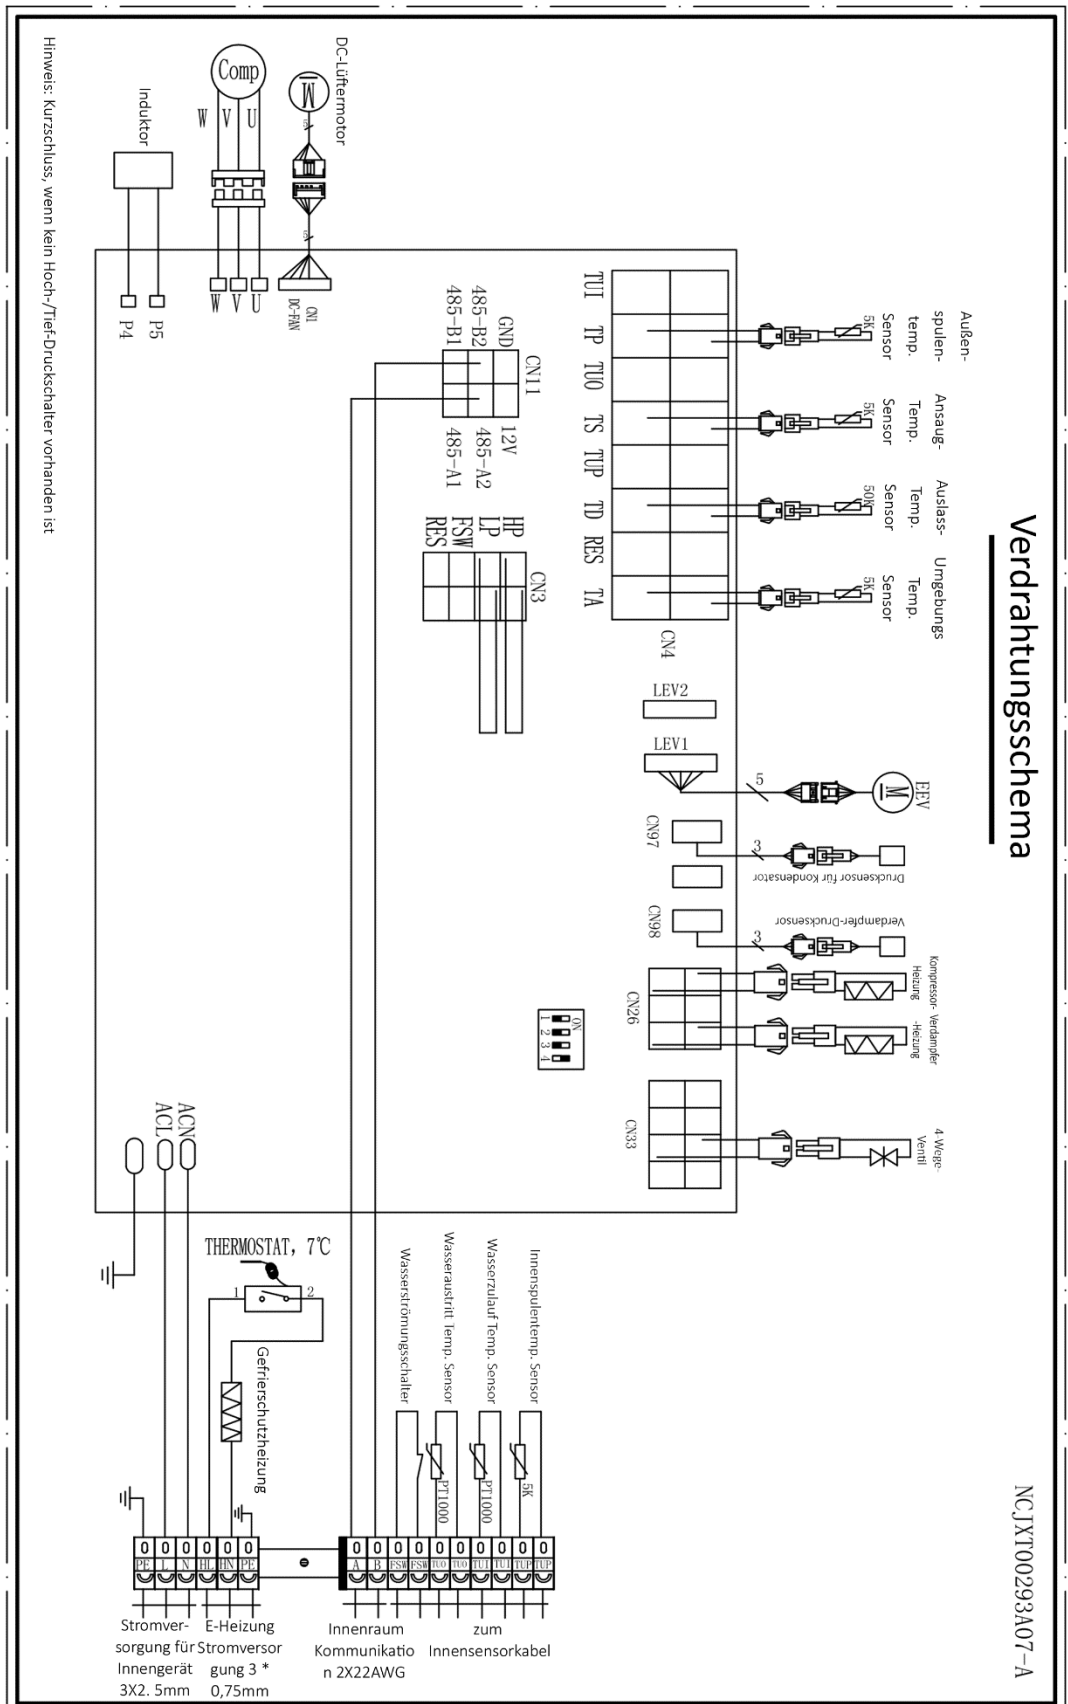 Verdrahtungsschema
NCJXT00293A07-A
DC-Lüftermotor
M
Comp
W
V
U
Induktor
W
V
U
CN1
DC-FAN
P4
P5
Hinweis: Kurzschluss, wenn kein Hoch-/Tief-Druckschalter vorhanden ist
Außen-
spulen-
temp.
Sensor
5K
Ansaug-
Temp.
Sensor
5K
Auslass-
Temp.
Sensor
50K
Umgebungs
Temp.
Sensor
5K
TUI
TP
TUO
TS
TUP
TD
RES
TA
CN4
GND
485-B2
485-B1
CN11
12V
485-A2
485-A1
HP
LP
FSW
RES
CN3
LEV2
LEV1
5
M
EEV
CN97
3
Drucksensor für Kondensator
CN98
3
Verdampfer-Drucksensor
Kompressor-
Heizung
Verdampfer
-Heizung
CN26
ON
1 2 3 4
4-Wege-
Ventil
CN33
ACN
ACL
THERMOSTAT, 7℃
1
2
Gefrierschutzheizung
Wasserströmungsschalter
Wasseraustritt Temp. Sensor
PT1000
Wasserzulauf Temp. Sensor
PT1000
Innenspulentemp. Sensor
5K
PE L N HL HN PE
A B FSW FSW TUO TUO TUI TUI TUP TUP
Stromver-
sorgung für
Innengerät
3X2. 5mm
E-Heizung
Stromversor
gung 3 *
0,75mm
Innenraum
Kommunikatio
n 2X22AWG
zum
Innensensorkabel